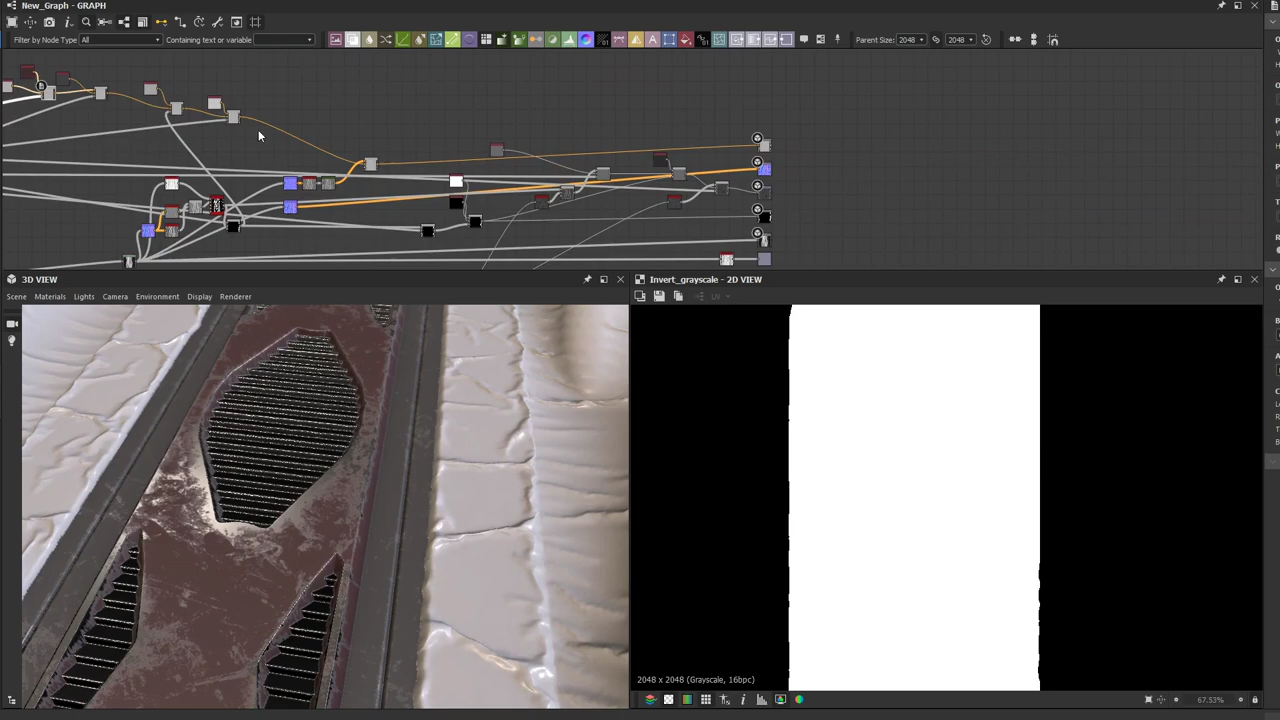 New_Graph - GRAPH
Filter by Node Type All Containing text or variable Parent Size: 2048 2048
3D VIEW
Scene Materials Lights Camera Environment Display Renderer
Invert_grayscale - 2D VIEW
UV
2048 x 2048 (Grayscale, 16bpc)
67.53%